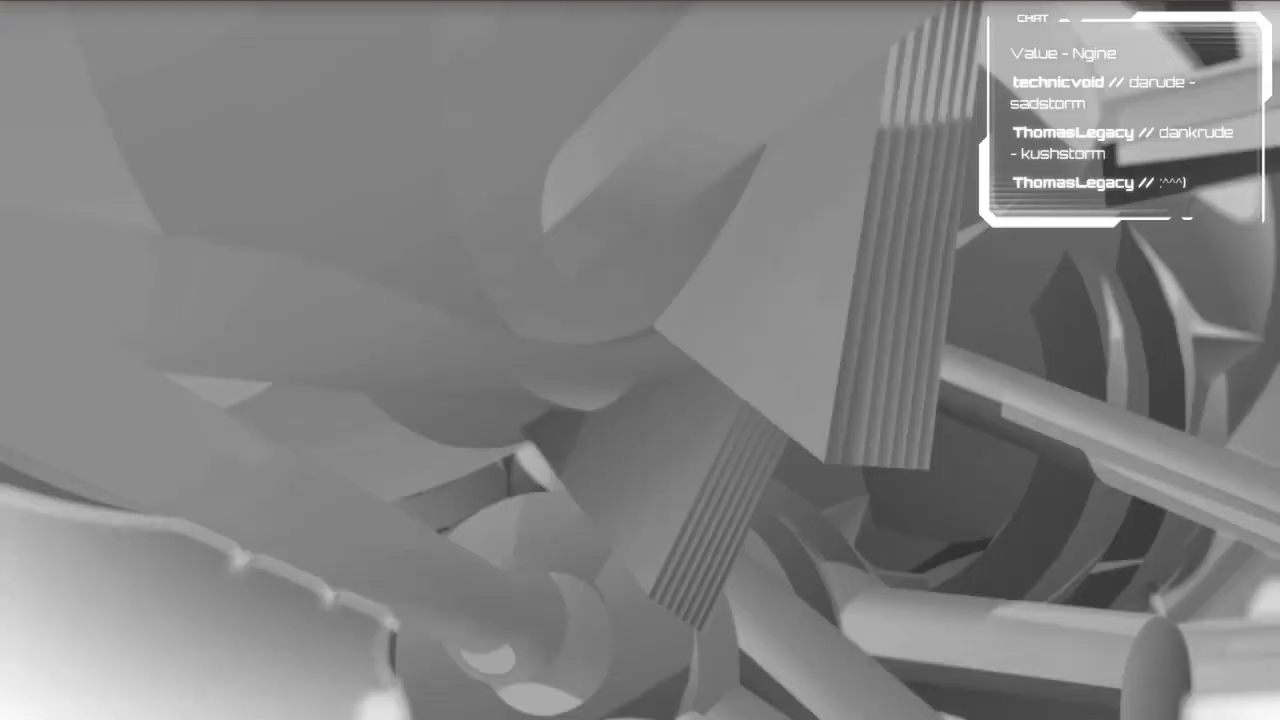 CHAT
Value - Ngine
technicvoid // darude -
sadstorm
ThomasLegacy // dankrude
- kushstorm
ThomasLegacy // :^^^)